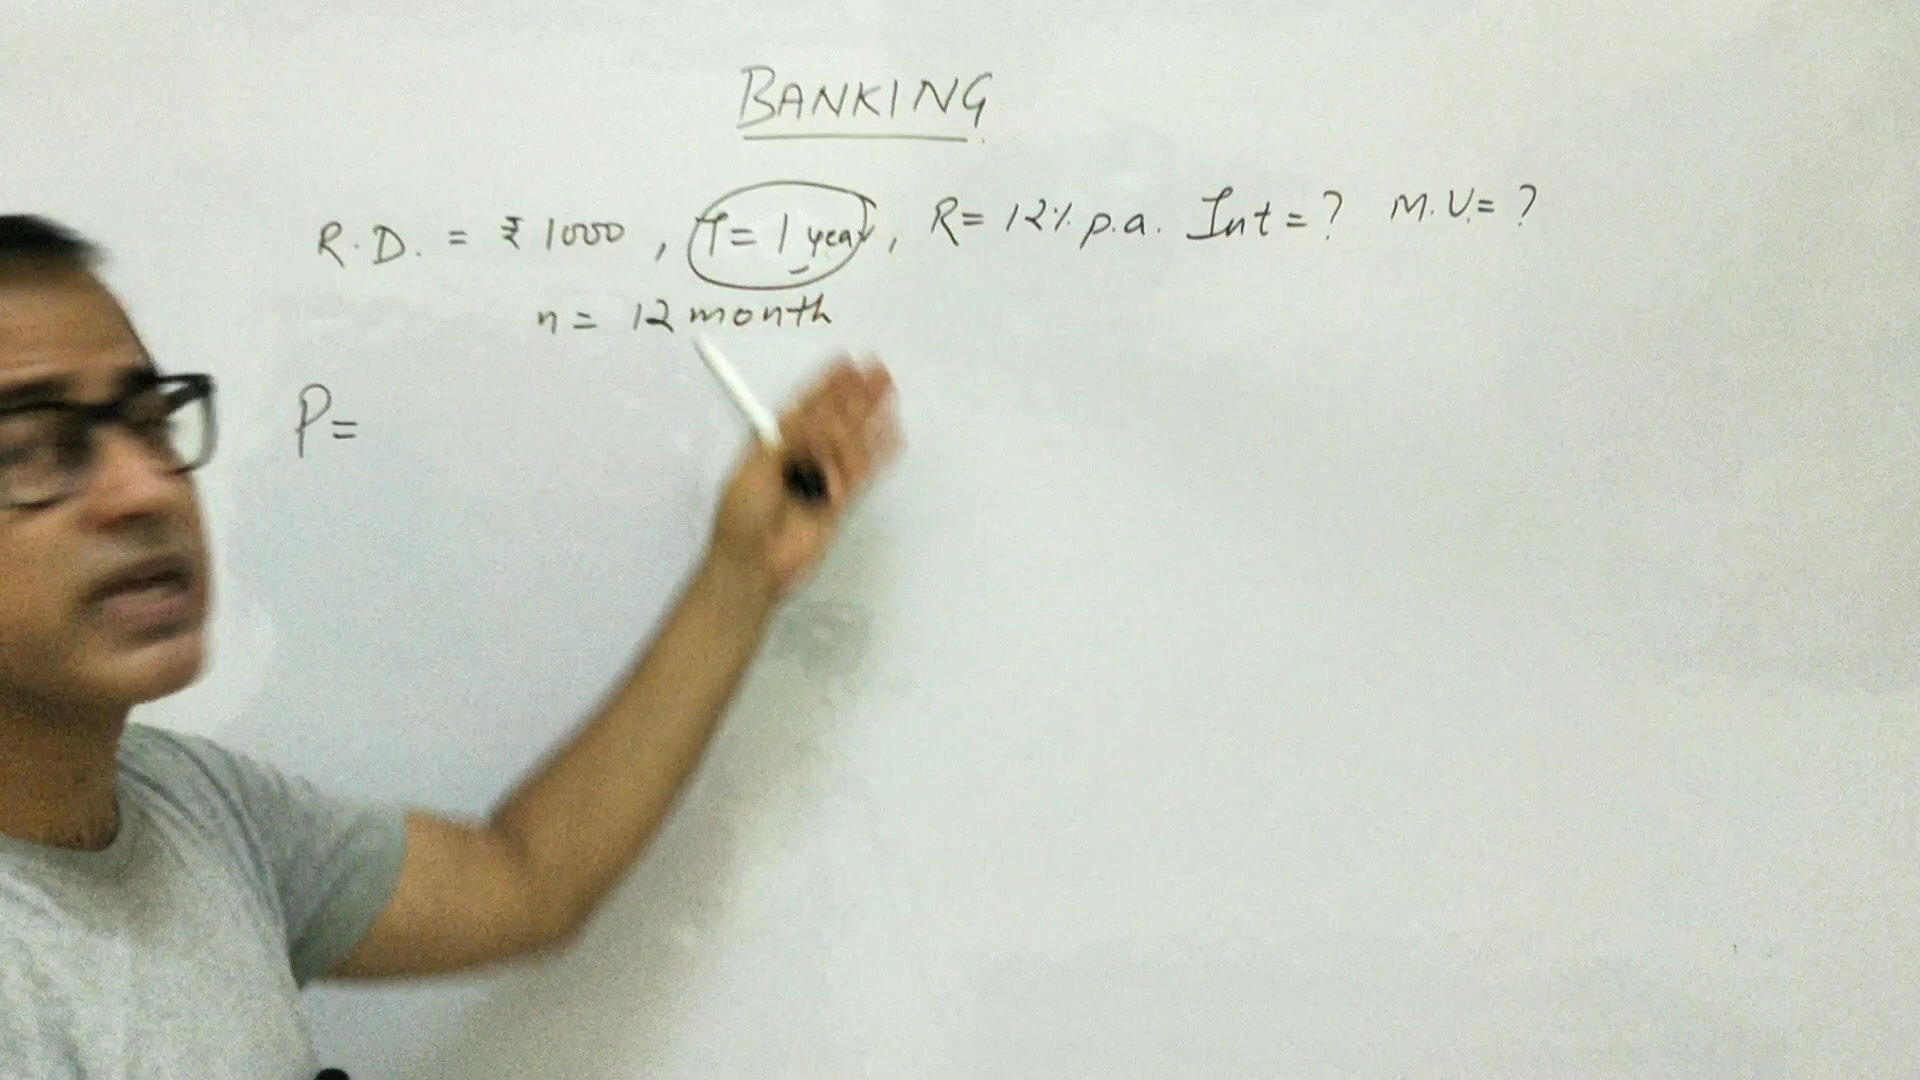 BANKING
R.D. = ₹ 1000, T= 1 year, R= 12% p.a. Int = ? M.V.= ?
n = 12 month
P=